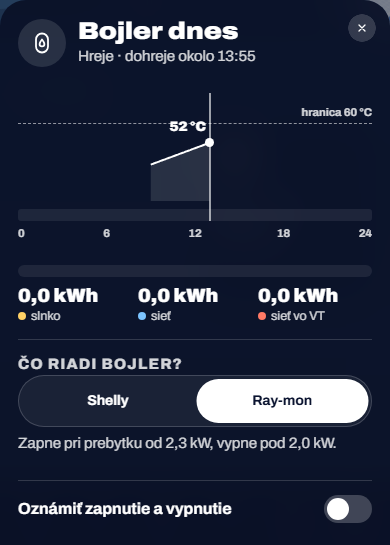 Bojler dnes
Hreje · dohreje okolo 13:55
hranica 60 °C
52 °C
0 6 12 18 24
0,0 kWh 0,0 kWh 0,0 kWh
slnko sieť sieť vo VT
ČO RIADI BOJLER?
Shelly Ray-mon
Zapne pri prebytku od 2,3 kW, vypne pod 2,0 kW.
Oznámiť zapnutie a vypnutie